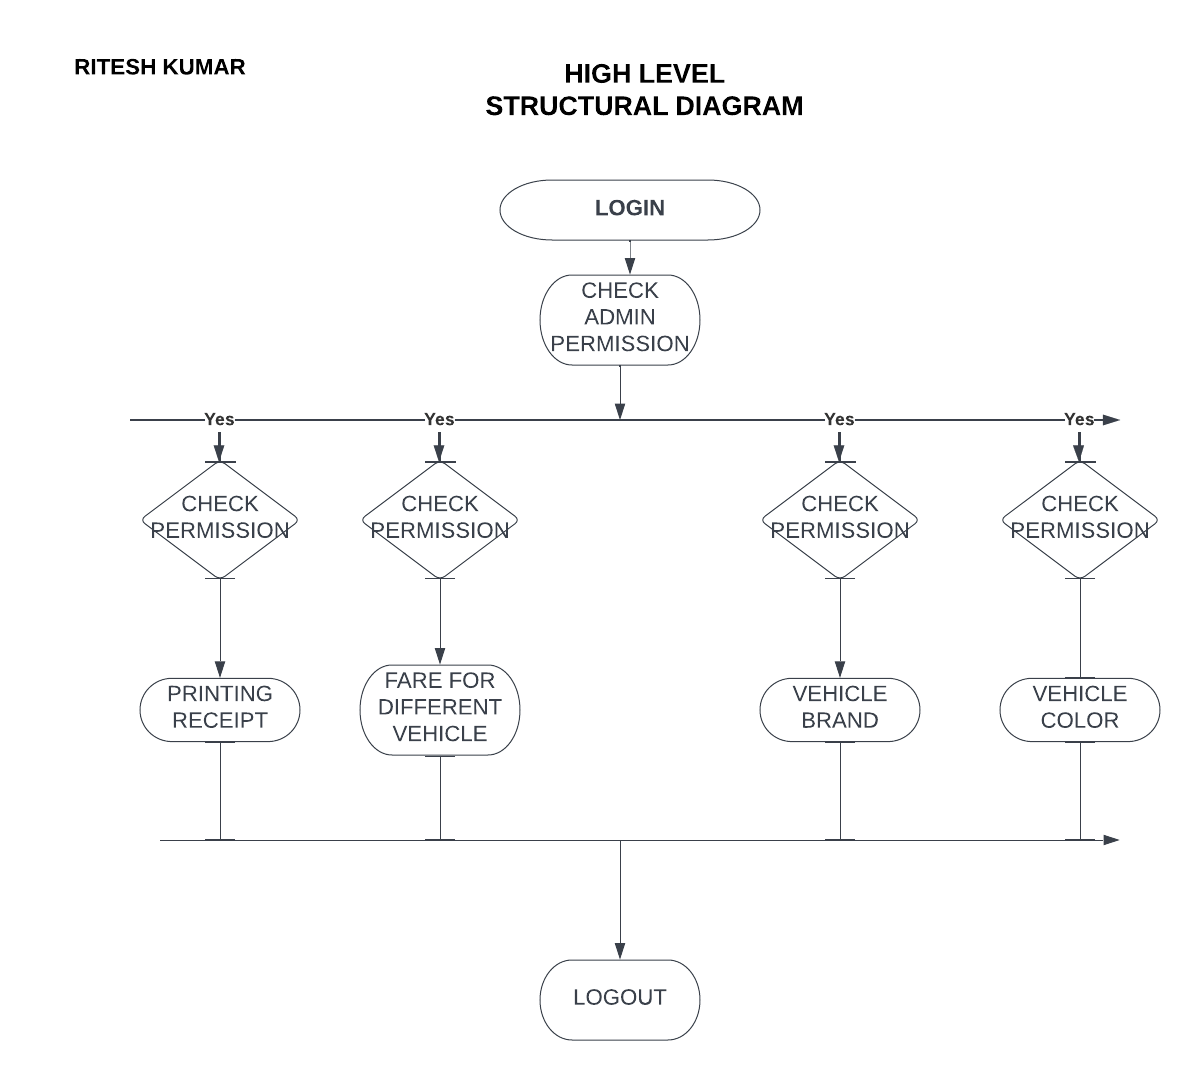 RITESH KUMAR
HIGH LEVEL
STRUCTURAL DIAGRAM
LOGIN
CHECK
ADMIN
PERMISSION
Yes
Yes
Yes
Yes
CHECK
PERMISSION
CHECK
PERMISSION
CHECK
PERMISSION
CHECK
PERMISSION
PRINTING
RECEIPT
FARE FOR
DIFFERENT
VEHICLE
VEHICLE
BRAND
VEHICLE
COLOR
LOGOUT